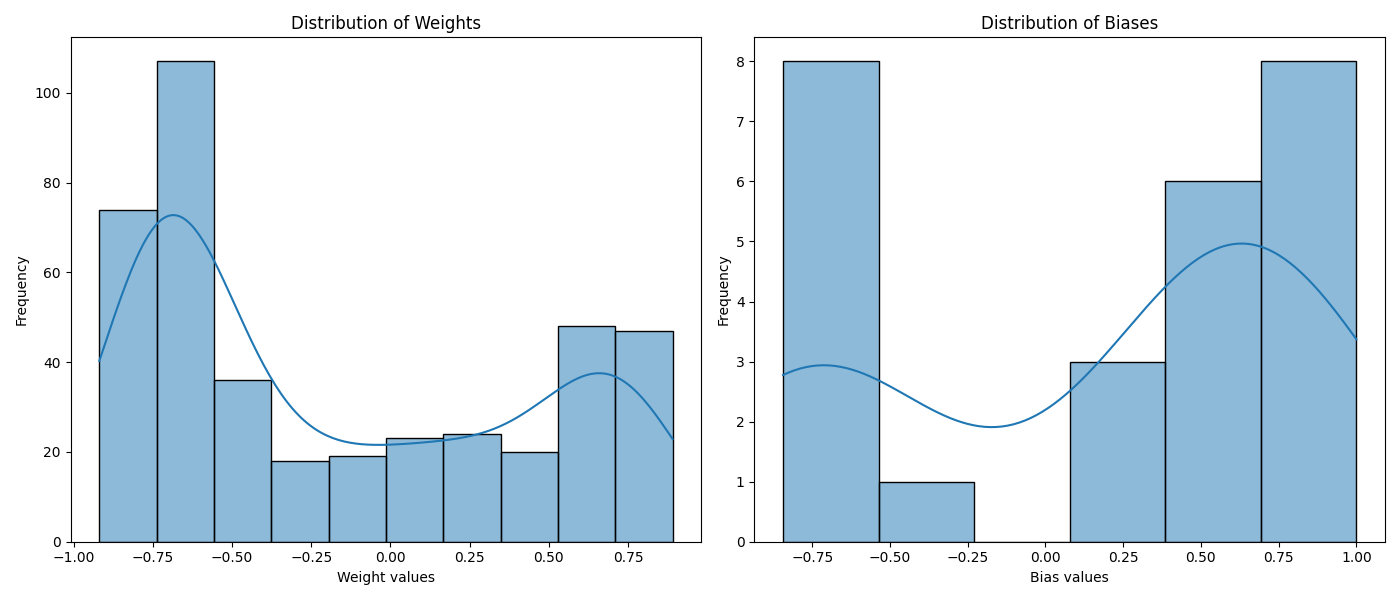 Distribution of Weights
Frequency
100
80
60
40
20
0
−1.00 −0.75 −0.50 −0.25 0.00 0.25 0.50 0.75
Weight values
Distribution of Biases
Frequency
8
7
6
5
4
3
2
1
0
−0.75 −0.50 −0.25 0.00 0.25 0.50 0.75 1.00
Bias values